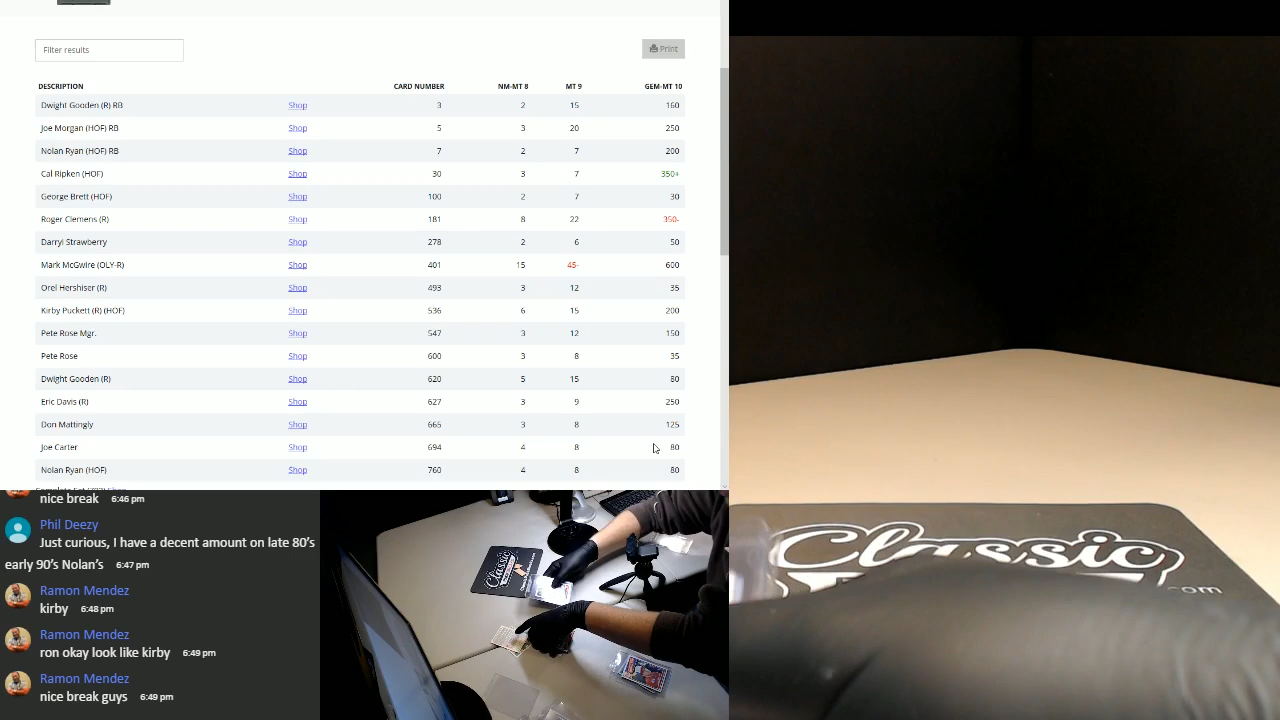 Filter results
Print
DESCRIPTION CARD NUMBER NM-MT 8 MT 9 GEM-MT 10
Dwight Gooden (R) RB Shop 3 2 15 160
Joe Morgan (HOF) RB Shop 5 3 20 250
Nolan Ryan (HOF) RB Shop 7 2 7 200
Cal Ripken (HOF) Shop 30 3 7 350+
George Brett (HOF) Shop 100 2 7 30
Roger Clemens (R) Shop 181 8 22 350-
Darryl Strawberry Shop 278 2 6 50
Mark McGwire (OLY-R) Shop 401 15 45- 600
Orel Hershiser (R) Shop 493 3 12 35
Kirby Puckett (R) (HOF) Shop 536 6 15 200
Pete Rose Mgr. Shop 547 3 12 150
Pete Rose Shop 600 3 8 35
Dwight Gooden (R) Shop 620 5 15 80
Eric Davis (R) Shop 627 3 9 250
Don Mattingly Shop 665 3 8 125
Joe Carter Shop 694 4 8 80
Nolan Ryan (HOF) Shop 760 4 8 80
nice break 6:46 pm
Phil Deezy
Just curious, I have a decent amount on late 80's
early 90's Nolan's 6:47 pm
Ramon Mendez
kirby 6:48 pm
Ramon Mendez
ron okay look like kirby 6:49 pm
Ramon Mendez
nice break guys 6:49 pm
Classic
Classic
.com